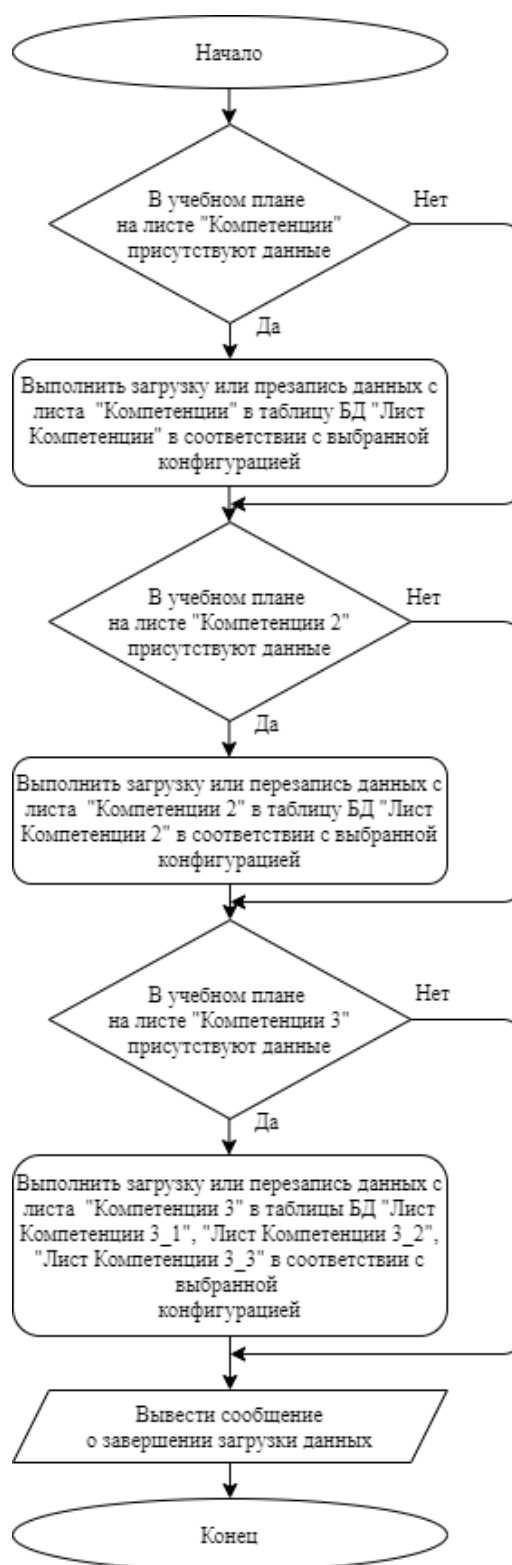 Начало
В учебном плане
на листе "Компетенции"
присутствуют данные
Нет
Да
Выполнить загрузку или презапись данных с
листа "Компетенции" в таблицу БД "Лист
Компетенции" в соответствии с выбранной
конфигурацией
В учебном плане
на листе "Компетенции 2"
присутствуют данные
Нет
Да
Выполнить загрузку или перезапись данных с
листа "Компетенции 2" в таблицу БД "Лист
Компетенции 2" в соответствии с выбранной
конфигурацией
В учебном плане
на листе "Компетенции 3"
присутствуют данные
Нет
Да
Выполнить загрузку или перезапись данных с
листа "Компетенции 3" в таблицы БД "Лист
Компетенции 3_1", "Лист Компетенции 3_2",
"Лист Компетенции 3_3" в соответствии с
выбранной
конфигурацией
Вывести сообщение
о завершении загрузки данных
Конец